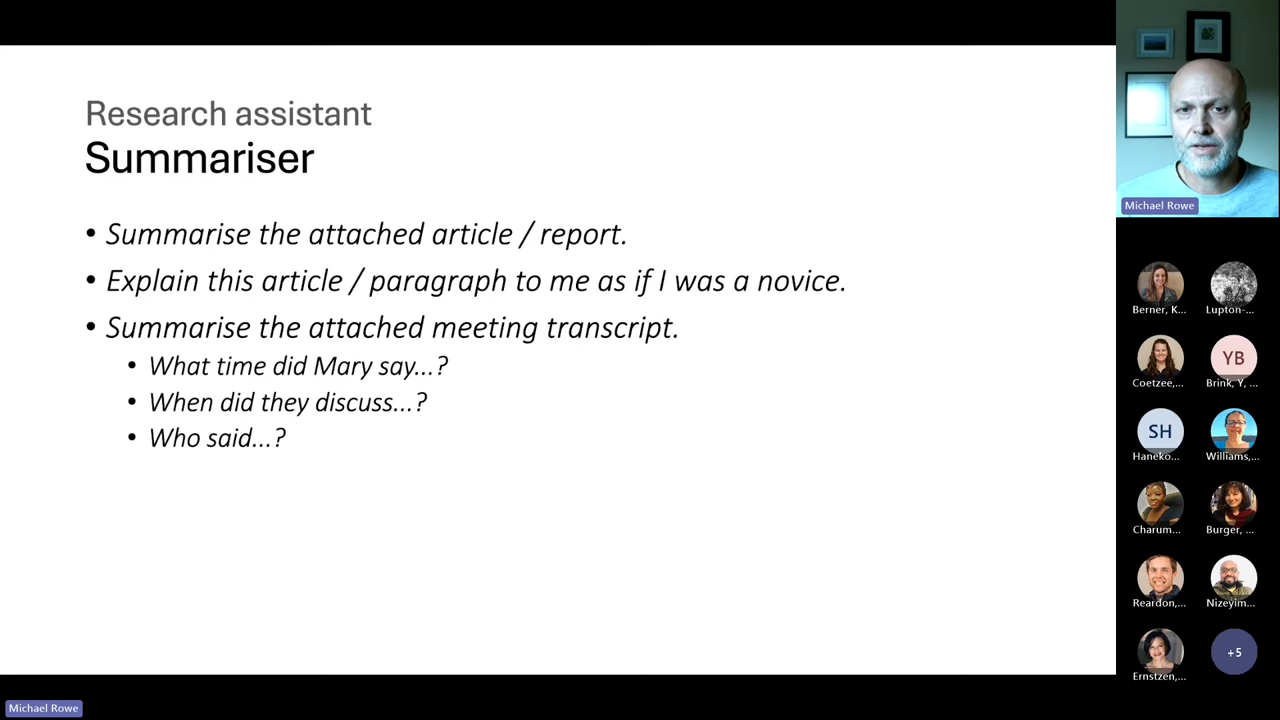 Research assistant
Summariser
• Summarise the attached article / report.
• Explain this article / paragraph to me as if I was a novice.
• Summarise the attached meeting transcript.
• What time did Mary say...?
• When did they discuss...?
• Who said...?
Michael Rowe
Berner, K... Lupton-...
YB
Coetzee,... Brink, Y, ...
SH
Haneko... Williams,...
Charum... Burger, ...
Reardon,... Nizeyim...
+5
Ernstzen,...
Michael Rowe